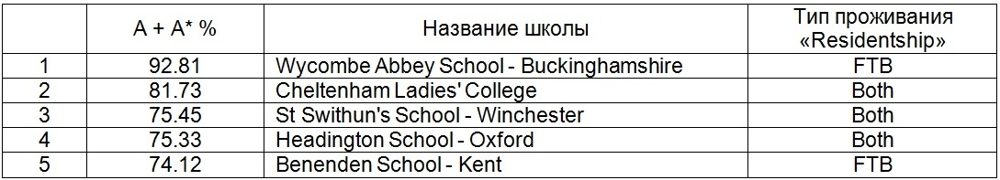 A + A* % Название школы Тип проживания
«Residentship»
1 92.81 Wycombe Abbey School - Buckinghamshire FTB
2 81.73 Cheltenham Ladies' College Both
3 75.45 St Swithun's School - Winchester Both
4 75.33 Headington School - Oxford Both
5 74.12 Benenden School - Kent FTB